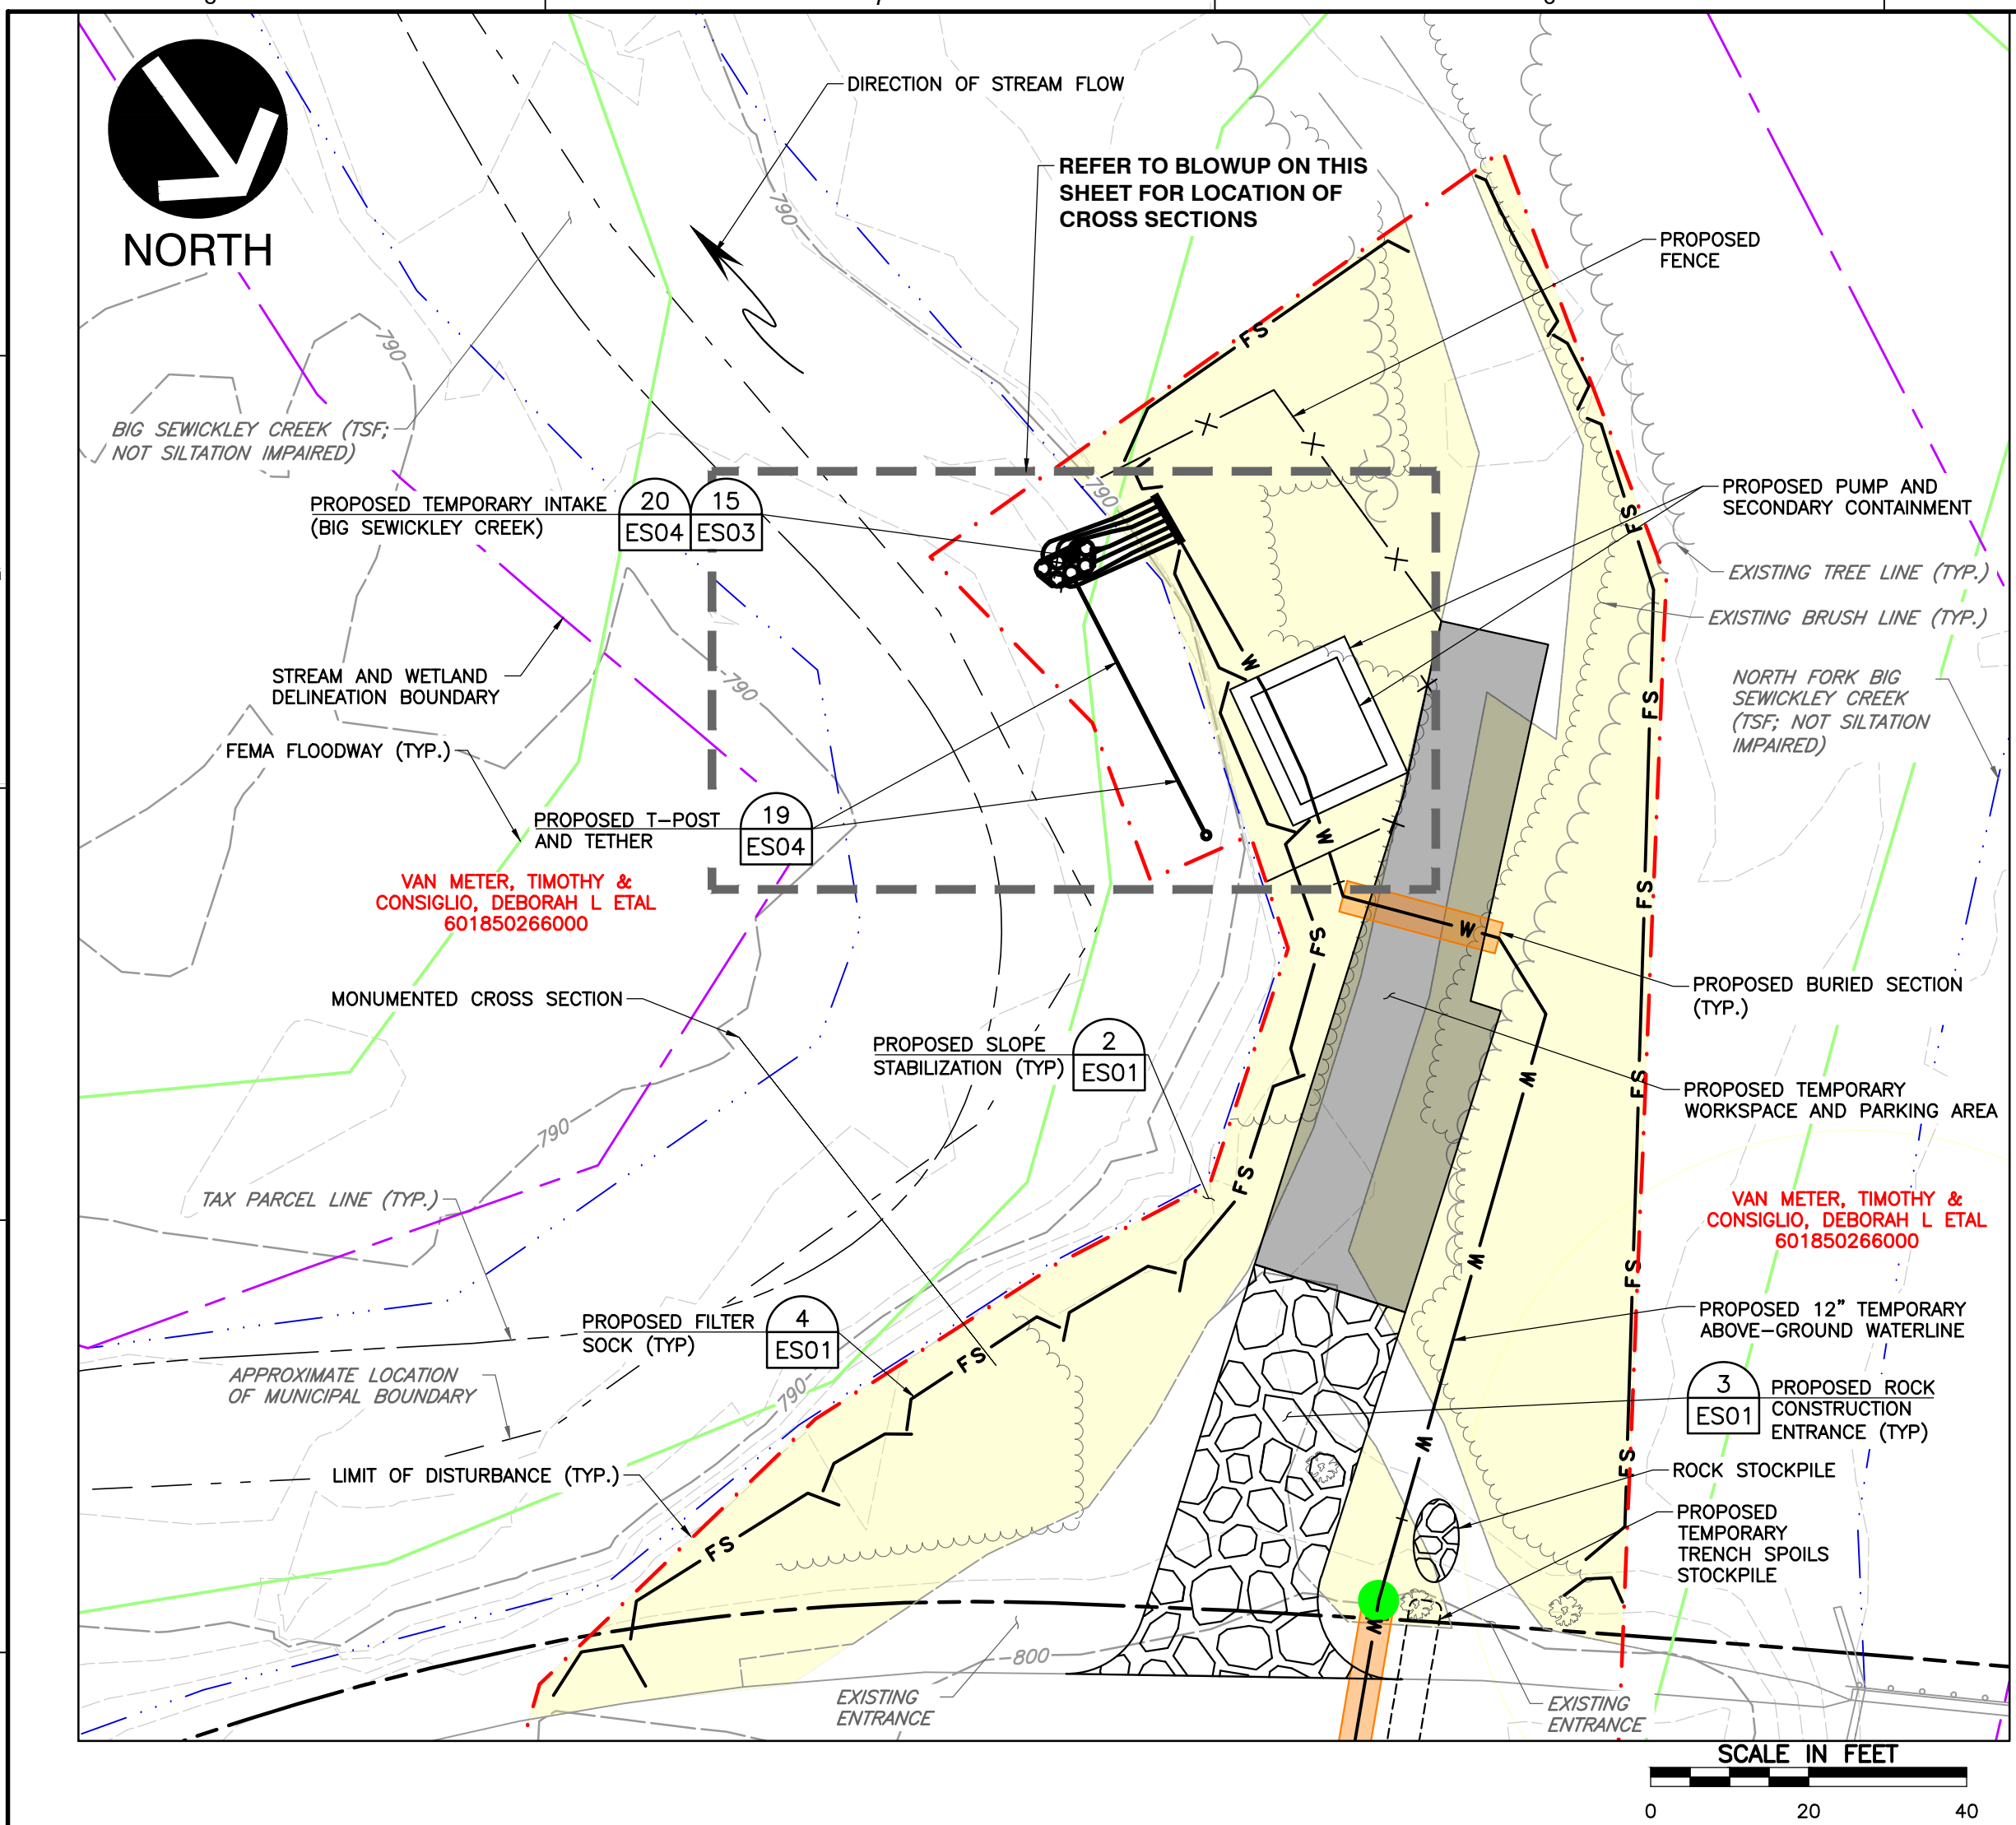 NORTH
DIRECTION OF STREAM FLOW
REFER TO BLOWUP ON THIS
SHEET FOR LOCATION OF
CROSS SECTIONS
790
PROPOSED
FENCE
FS
790
BIG SEWICKLEY CREEK (TSF;
NOT SILTATION IMPAIRED)
PROPOSED TEMPORARY INTAKE
(BIG SEWICKLEY CREEK)
20
ES04
15
ES03
790
PROPOSED PUMP AND
SECONDARY CONTAINMENT
FS
EXISTING TREE LINE (TYP.)
EXISTING BRUSH LINE (TYP.)
STREAM AND WETLAND
DELINEATION BOUNDARY
790
W
FS
NORTH FORK BIG
SEWICKLEY CREEK
(TSF; NOT SILTATION
IMPAIRED)
FEMA FLOODWAY (TYP.)
PROPOSED T-POST
AND TETHER
19
ES04
W
VAN METER, TIMOTHY &
CONSIGLIO, DEBORAH L ETAL
601850266000
FS
FS
W
MONUMENTED CROSS SECTION
PROPOSED BURIED SECTION
(TYP.)
PROPOSED SLOPE
STABILIZATION (TYP)
2
ES01
W
FS
PROPOSED TEMPORARY
WORKSPACE AND PARKING AREA
790
TAX PARCEL LINE (TYP.)
FS
VAN METER, TIMOTHY &
CONSIGLIO, DEBORAH L ETAL
601850266000
W
FS
PROPOSED FILTER
SOCK (TYP)
4
ES01
FS
PROPOSED 12" TEMPORARY
ABOVE-GROUND WATERLINE
APPROXIMATE LOCATION
OF MUNICIPAL BOUNDARY
790
3
ES01
PROPOSED ROCK
CONSTRUCTION
ENTRANCE (TYP)
W
FS
LIMIT OF DISTURBANCE (TYP.)
ROCK STOCKPILE
FS
PROPOSED
TEMPORARY
TRENCH SPOILS
STOCKPILE
W
800
EXISTING
ENTRANCE
EXISTING
ENTRANCE
SCALE IN FEET
0 20 40